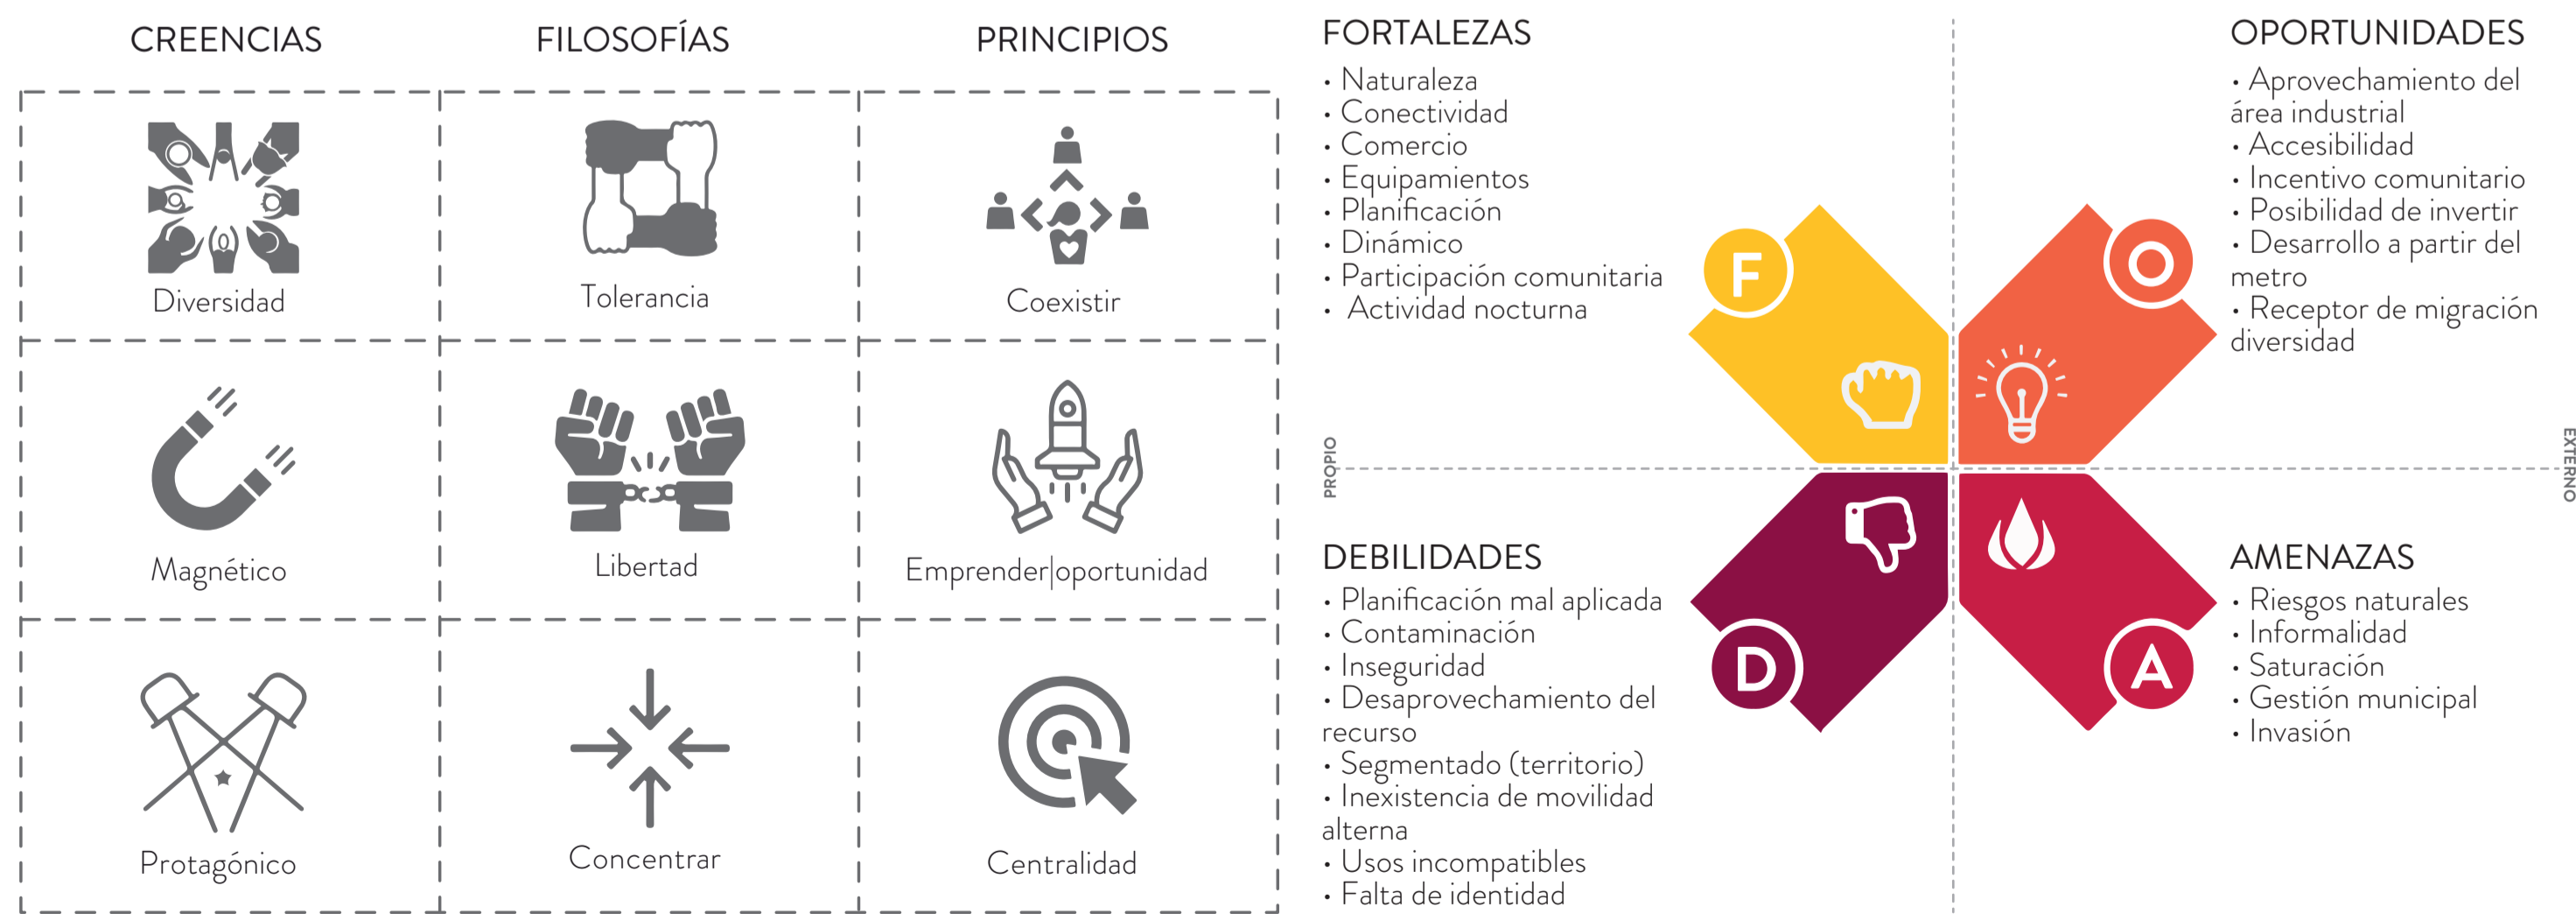 CREENCIAS
FILOSOFÍAS
PRINCIPIOS
Diversidad
Tolerancia
Coexistir
Magnético
Libertad
Emprender|oportunidad
Protagónico
Concentrar
Centralidad
FORTALEZAS
• Naturaleza
• Conectividad
• Comercio
• Equipamientos
• Planificación
• Dinámico
• Participación comunitaria
• Actividad nocturna
OPORTUNIDADES
• Aprovechamiento del
área industrial
• Accesibilidad
• Incentivo comunitario
• Posibilidad de invertir
• Desarrollo a partir del
metro
• Receptor de migración
diversidad
F
O
PROPIO
EXTERNO
DEBILIDADES
• Planificación mal aplicada
• Contaminación
• Inseguridad
• Desaprovechamiento del
recurso
• Segmentado (territorio)
• Inexistencia de movilidad
alterna
• Usos incompatibles
• Falta de identidad
D
A
AMENAZAS
• Riesgos naturales
• Informalidad
• Saturación
• Gestión municipal
• Invasión